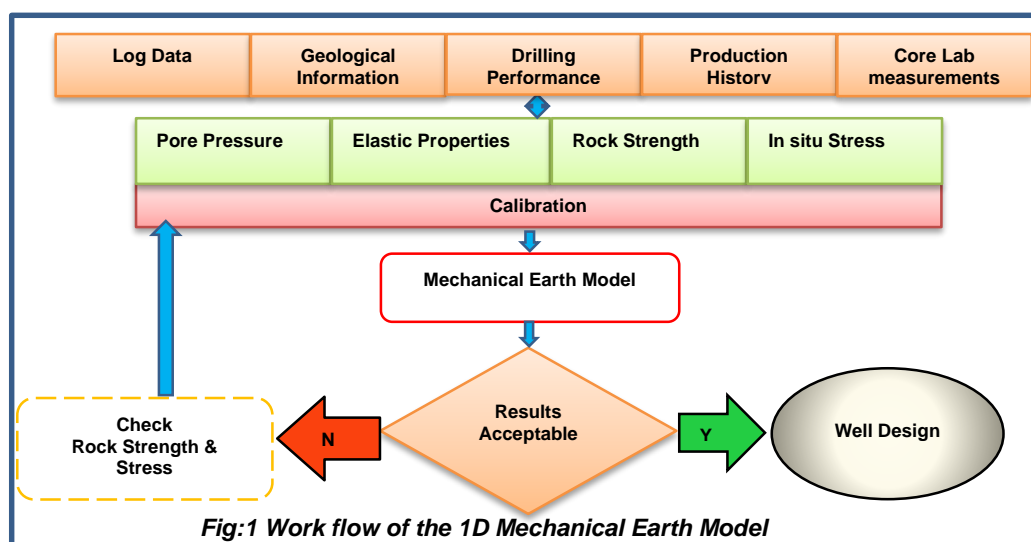 Log Data
Geological
Information
Drilling
Performance
Production
History
Core Lab
measurements
Pore Pressure
Elastic Properties
Rock Strength
In situ Stress
Calibration
Mechanical Earth Model
Results
Acceptable
N
Y
Check
Rock Strength &
Stress
Well Design
Fig:1 Work flow of the 1D Mechanical Earth Model